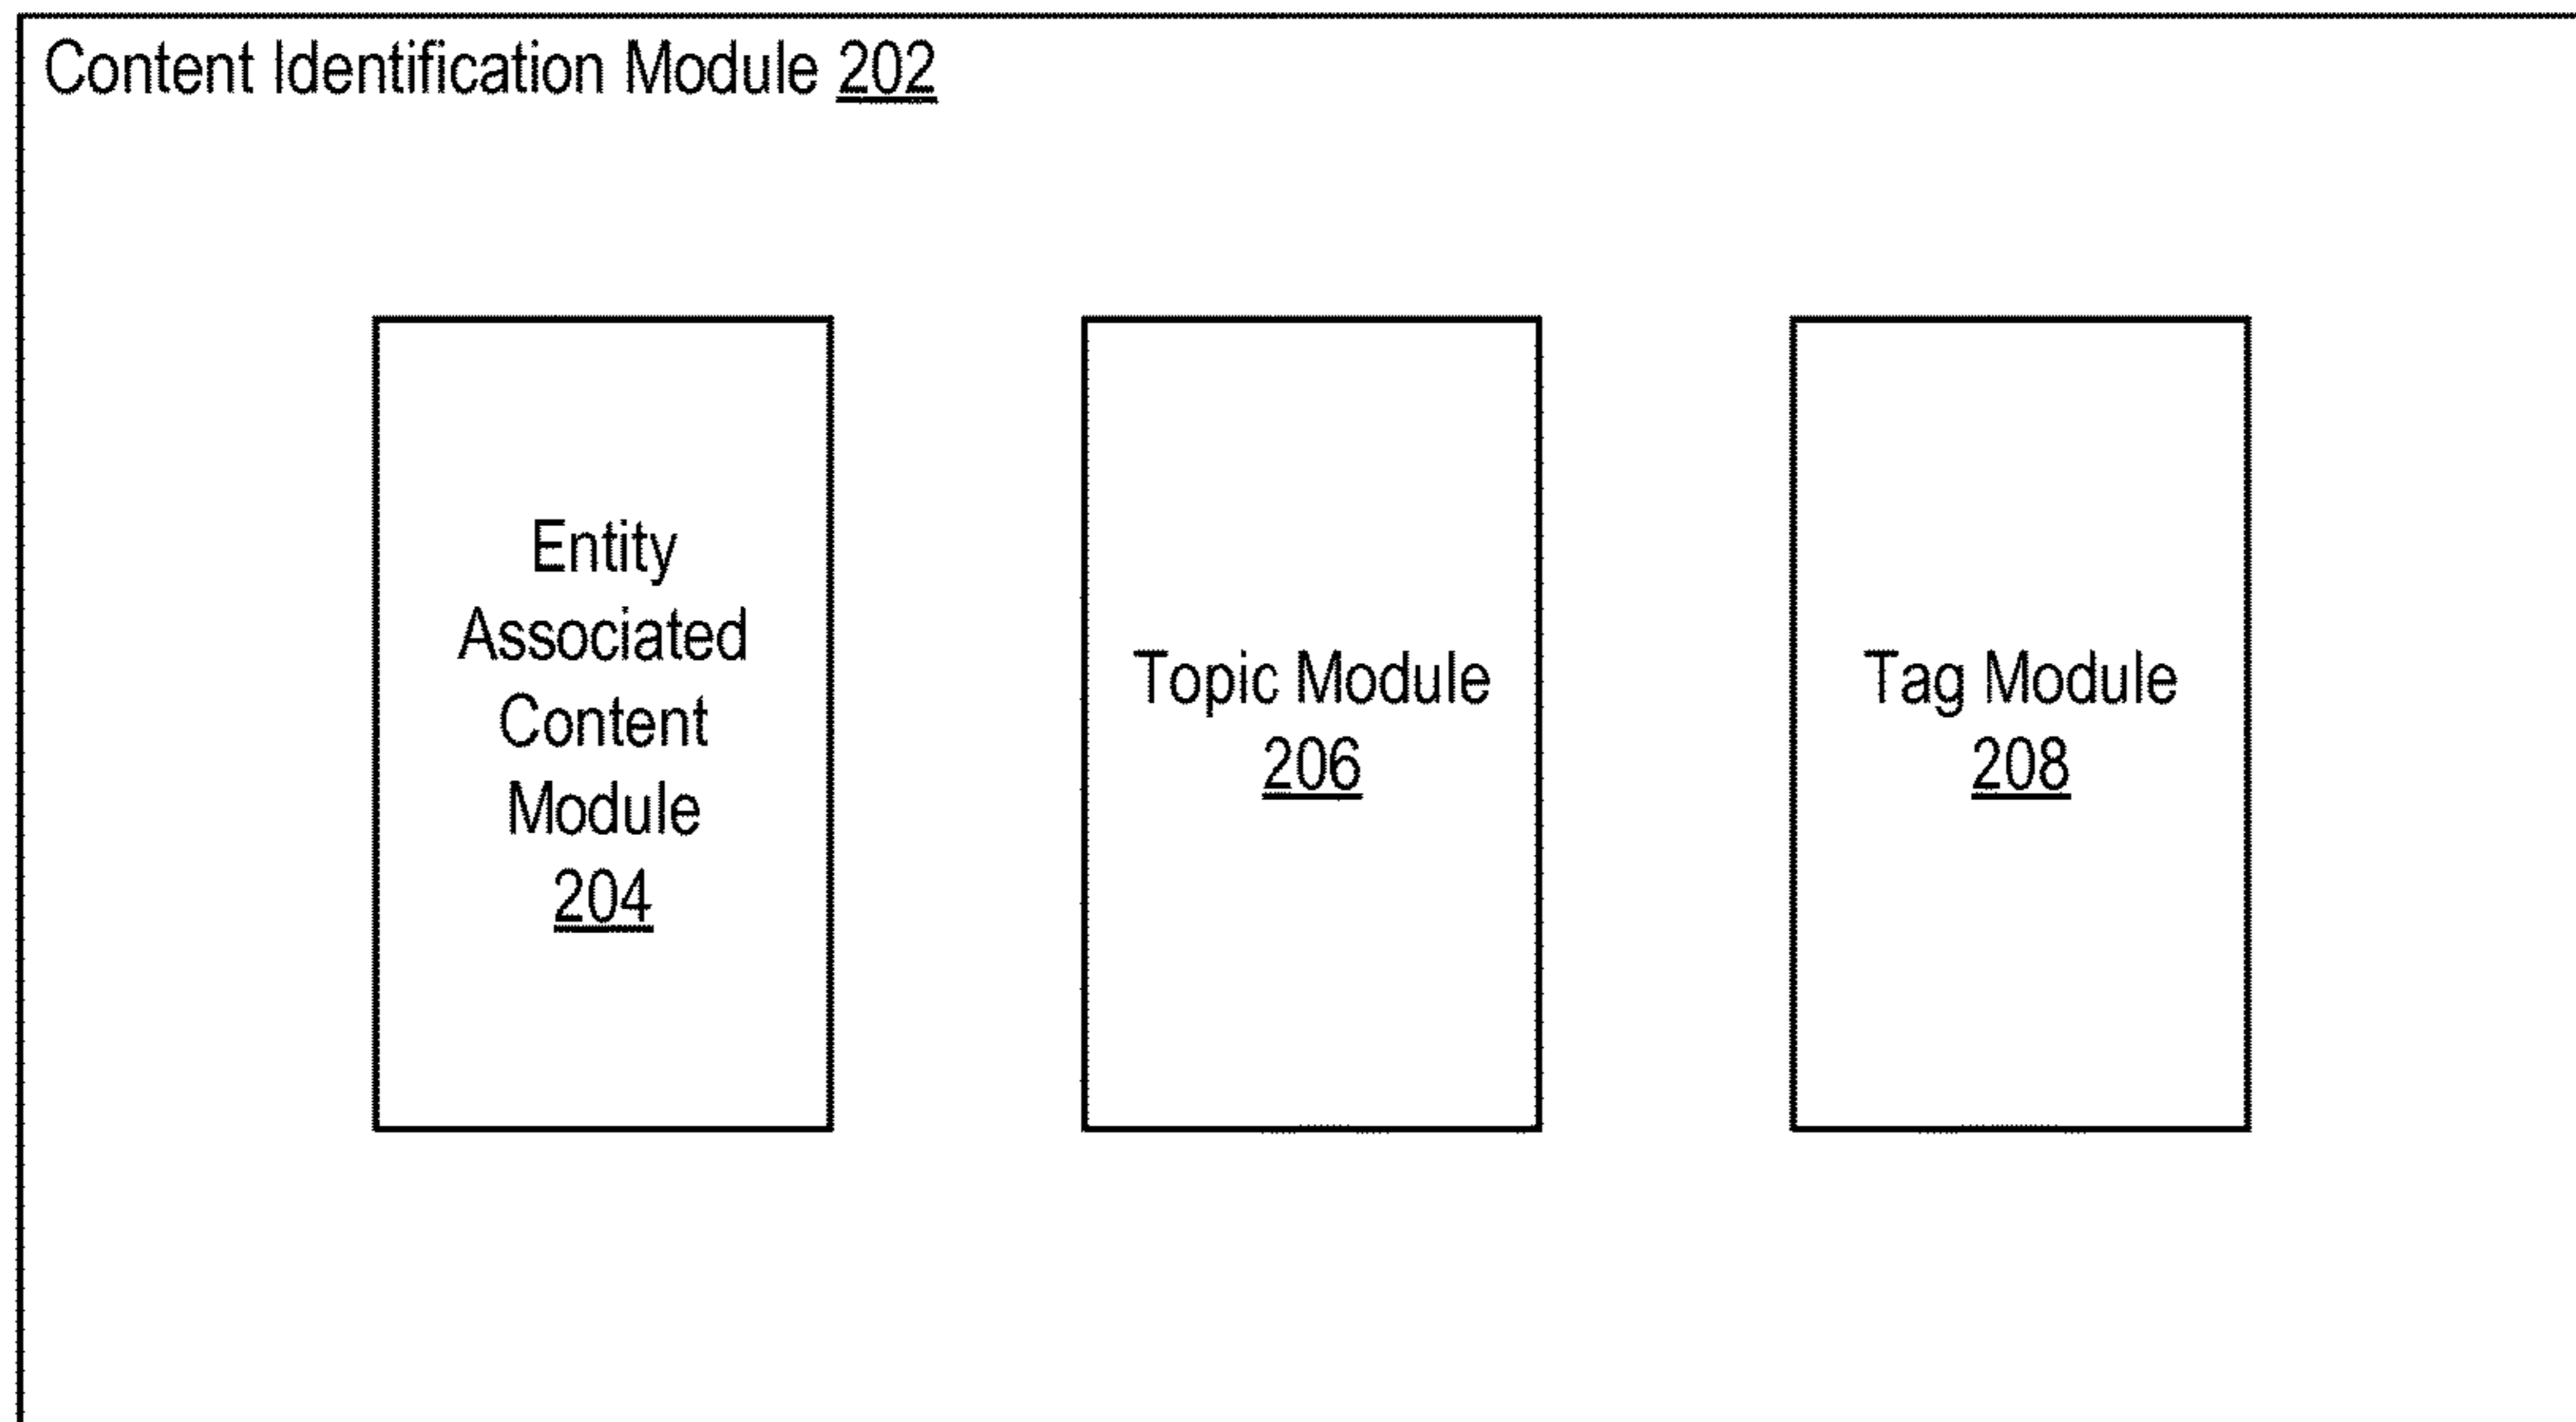 Content Identification Module 202
Entity
Associated
Content
Module
204
Topic Module
206
Tag Module
208